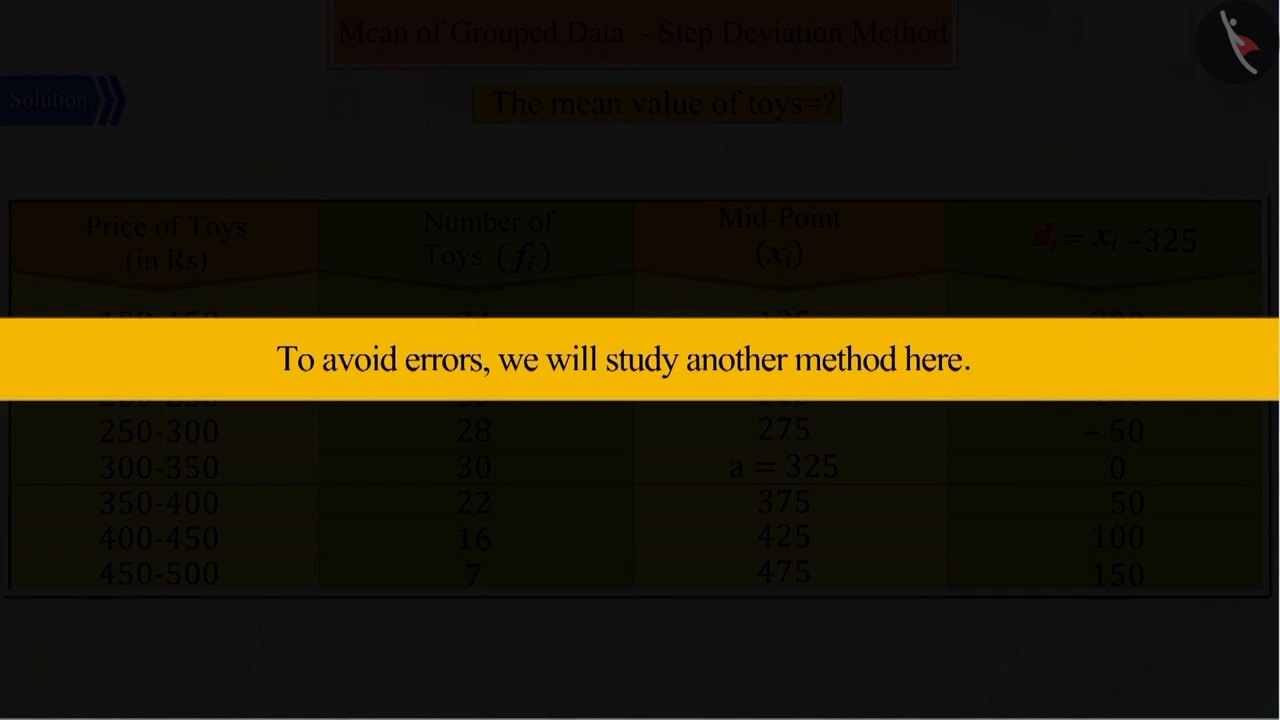 Mean of Grouped Data - Step Deviation Method
Solution
The mean value of toys=?
Price of Toys (in Rs) Number of Toys (fᵢ) Mid-Point (xᵢ) dᵢ = xᵢ –325
To avoid errors, we will study another method here.
250-300 28 275 – 50
300-350 30 a = 325 0
350-400 22 375 50
400-450 16 425 100
450-500 7 475 150